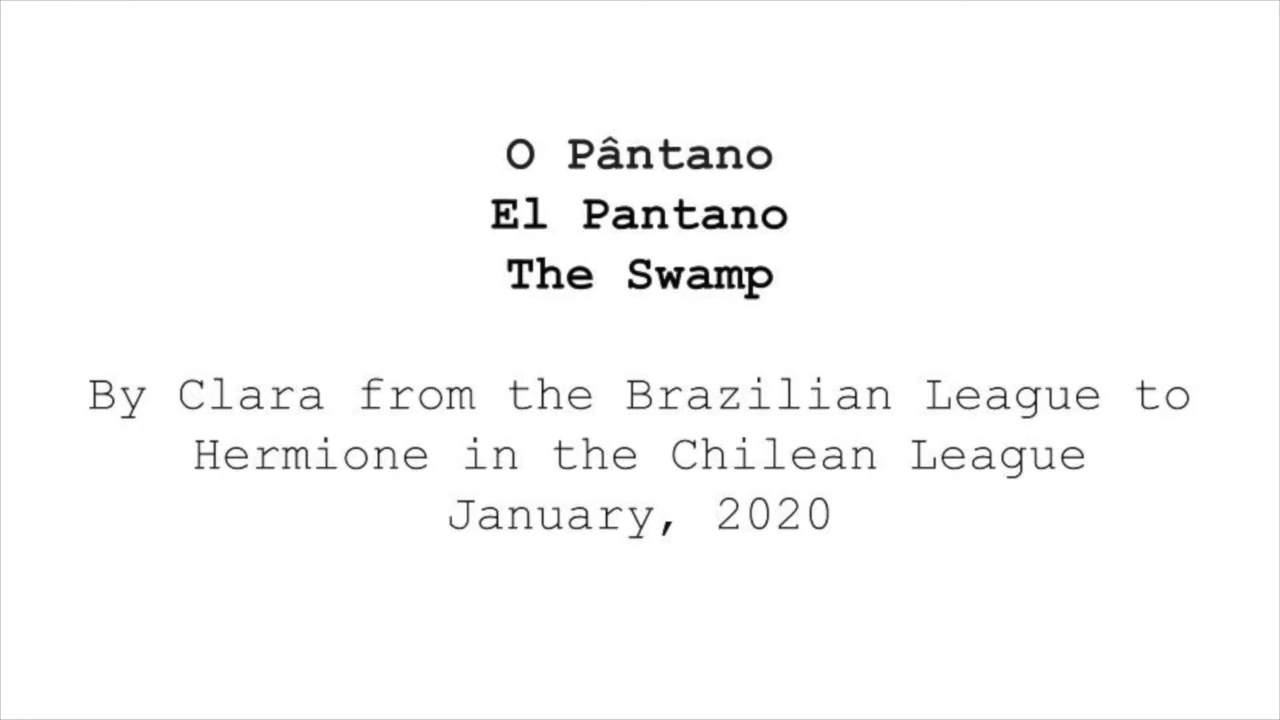 O Pântano
El Pantano
The Swamp
By Clara from the Brazilian League to
Hermione in the Chilean League
January, 2020